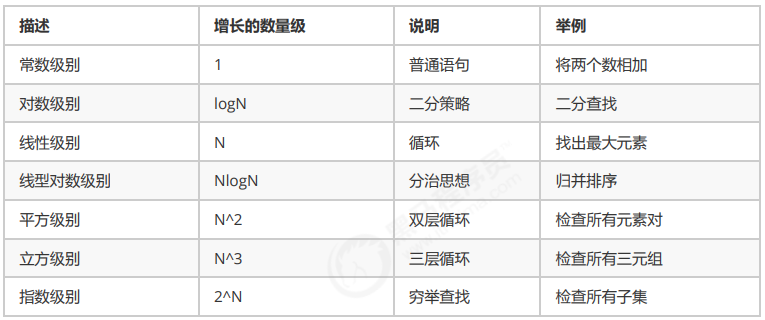 描述 增长的数量级 说明 举例
常数级别 1 普通语句 将两个数相加
对数级别 logN 二分策略 二分查找
线性级别 N 循环 找出最大元素
线型对数级别 NlogN 分治思想 归并排序
平方级别 N^2 双层循环 检查所有元素对
立方级别 N^3 三层循环 检查所有三元组
指数级别 2^N 穷举查找 检查所有子集
黑马程序员